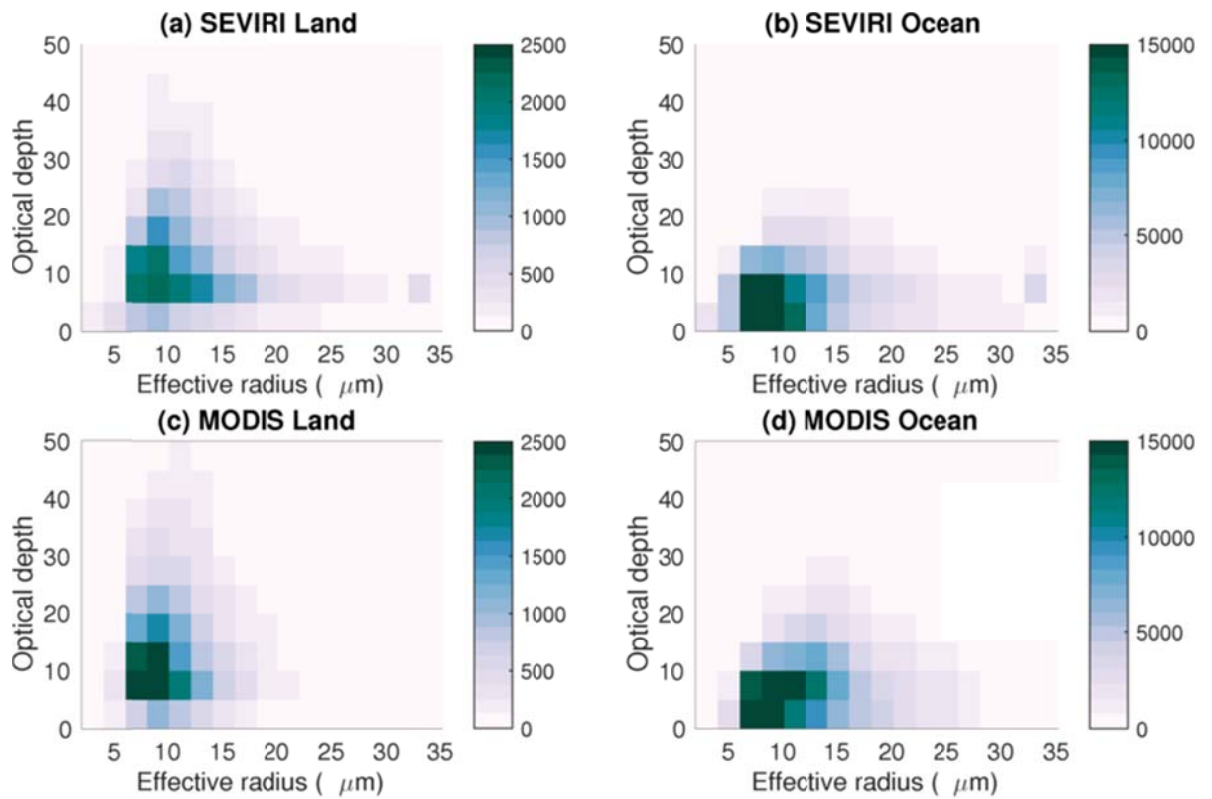 (a) SEVIRI Land
50
40
30
20
10
0
Optical depth
5 10 15 20 25 30 35
Effective radius ( μm)
2500
2000
1500
1000
500
0
(b) SEVIRI Ocean
50
40
30
20
10
0
Optical depth
5 10 15 20 25 30 35
Effective radius ( μm)
15000
10000
5000
0
(c) MODIS Land
50
40
30
20
10
0
Optical depth
5 10 15 20 25 30 35
Effective radius ( μm)
2500
2000
1500
1000
500
0
(d) MODIS Ocean
50
40
30
20
10
0
Optical depth
5 10 15 20 25 30 35
Effective radius ( μm)
15000
10000
5000
0